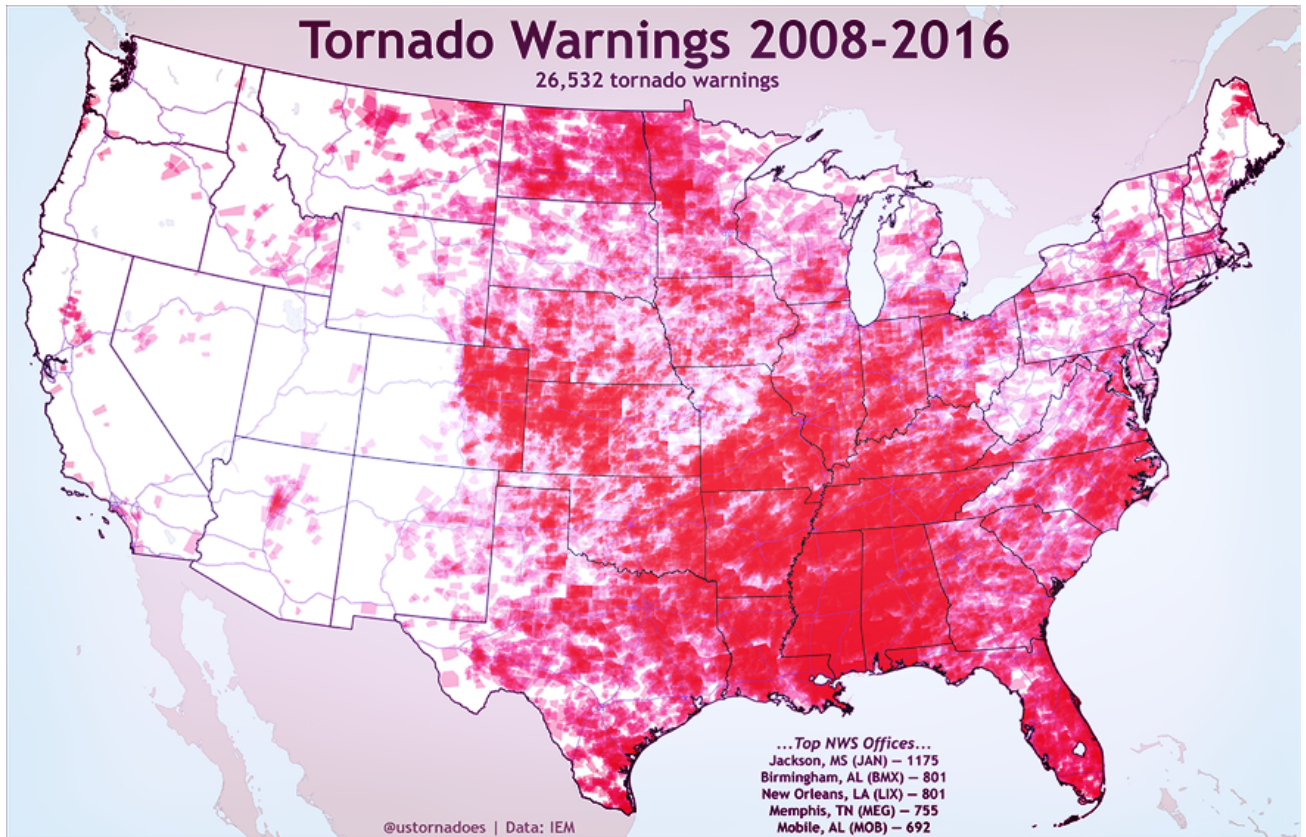 Tornado Warnings 2008-2016
26,532 tornado warnings
...Top NWS Offices...
Jackson, MS (JAN) — 1175
Birmingham, AL (BMX) — 801
New Orleans, LA (LIX) — 801
Memphis, TN (MEG) — 755
Mobile, AL (MOB) — 692
@ustornadoes | Data: IEM